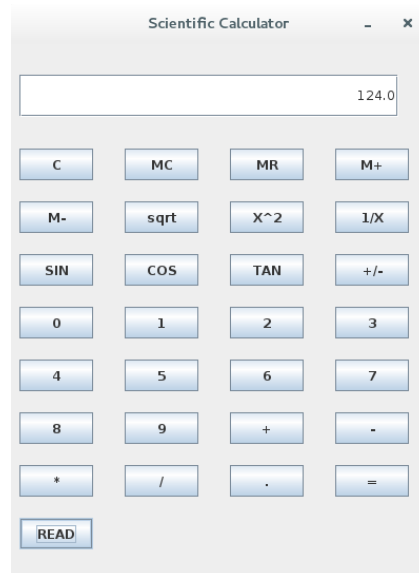 Scientific Calculator
124.0
C MC MR M+
M- sqrt X^2 1/X
SIN COS TAN +/-
0 1 2 3
4 5 6 7
8 9 + -
* / . =
READ